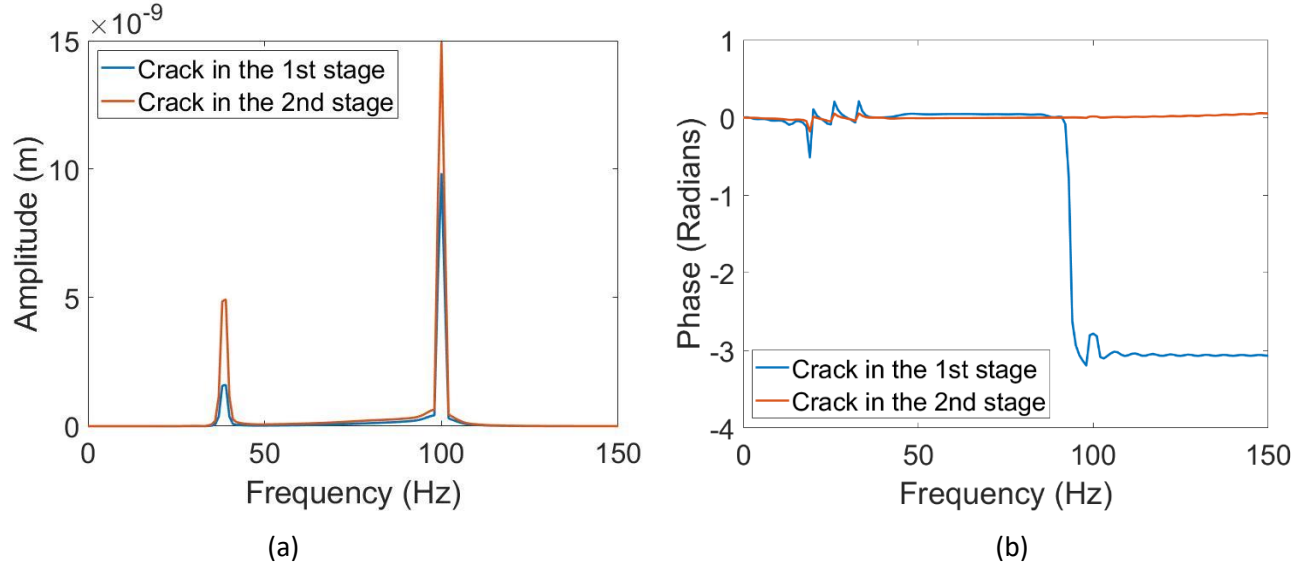 ×10⁻⁹
15
10
5
0
Amplitude (m)
Crack in the 1st stage
Crack in the 2nd stage
0
50
100
150
Frequency (Hz)
(a)
1
0
-1
-2
-3
-4
Phase (Radians)
Crack in the 1st stage
Crack in the 2nd stage
0
50
100
150
Frequency (Hz)
(b)